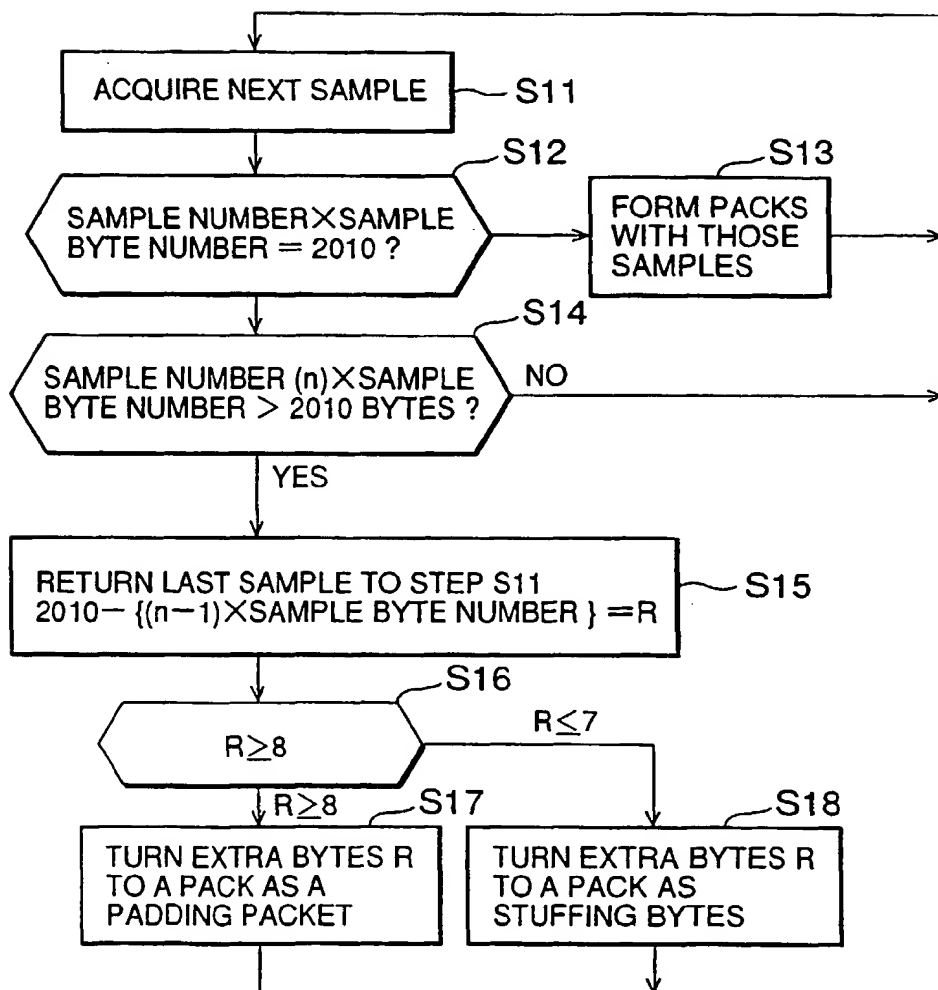 ACQUIRE NEXT SAMPLE
S11
S12
SAMPLE NUMBER×SAMPLE
BYTE NUMBER = 2010 ?
S13
FORM PACKS
WITH THOSE
SAMPLES
S14
SAMPLE NUMBER (n)×SAMPLE
BYTE NUMBER > 2010 BYTES ?
NO
YES
RETURN LAST SAMPLE TO STEP S11
2010− {(n−1)×SAMPLE BYTE NUMBER } =R
S15
S16
R≥8
R≤7
R≥8
S17
TURN EXTRA BYTES R
TO A PACK AS A
PADDING PACKET
S18
TURN EXTRA BYTES R
TO A PACK AS
STUFFING BYTES